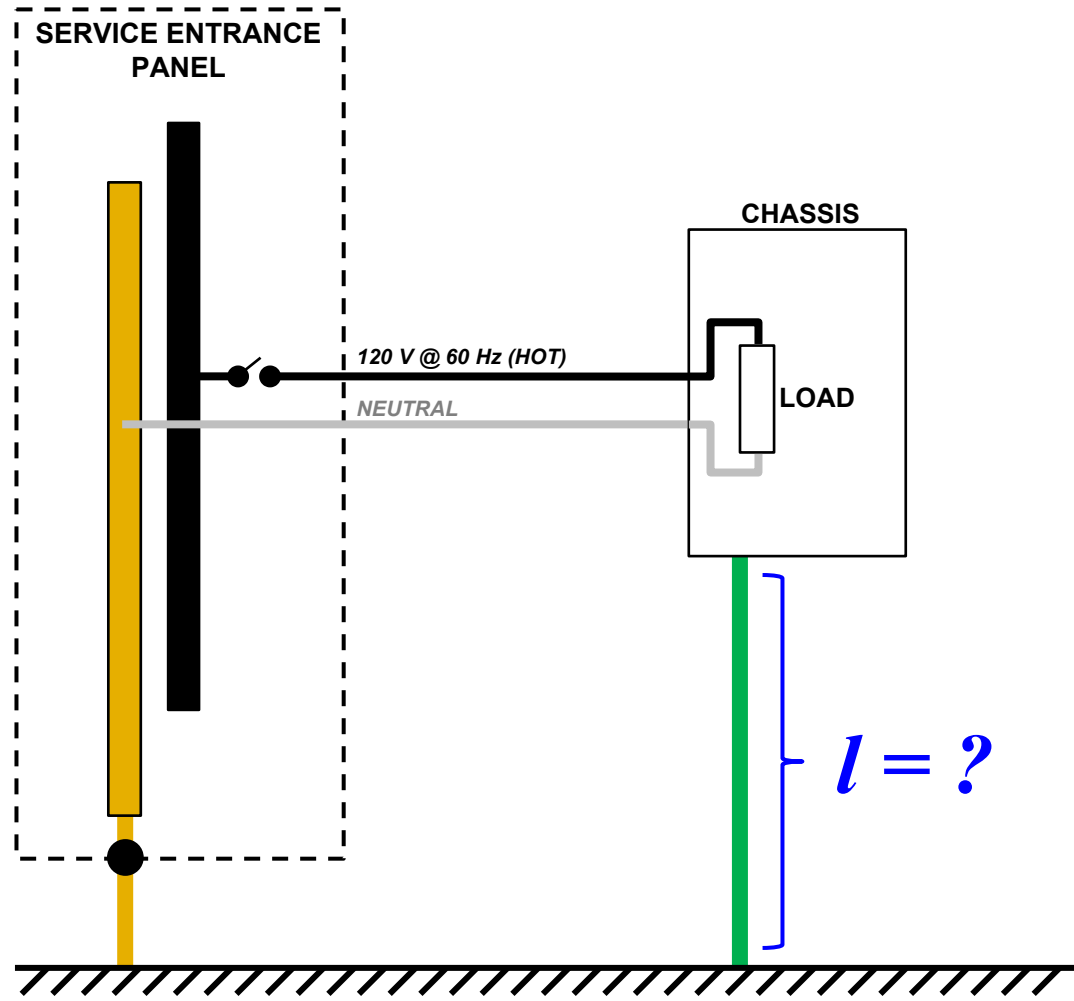 SERVICE ENTRANCE
PANEL
CHASSIS
120 V @ 60 Hz (HOT)
LOAD
NEUTRAL
l = ?